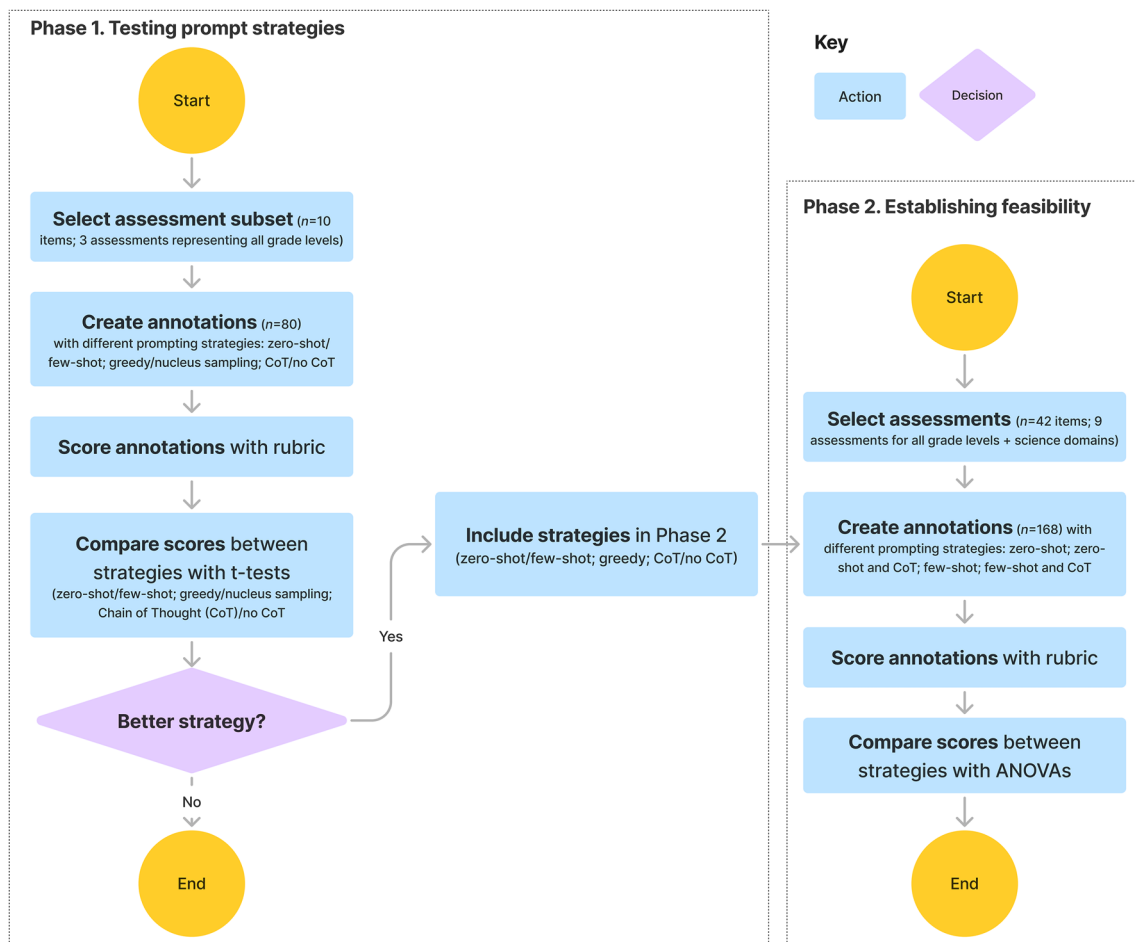 Phase 1. Testing prompt strategies
Start
Select assessment subset (n=10
items; 3 assessments representing all grade levels)
Create annotations (n=80)
with different prompting strategies: zero-shot/
few-shot; greedy/nucleus sampling; CoT/no CoT
Score annotations with rubric
Compare scores between
strategies with t-tests
(zero-shot/few-shot; greedy/nucleus sampling;
Chain of Thought (CoT)/no CoT
Better strategy?
Yes
No
End
Include strategies in Phase 2
(zero-shot/few-shot; greedy; CoT/no CoT)
Key
Action
Decision
Phase 2. Establishing feasibility
Start
Select assessments (n=42 items; 9
assessments for all grade levels + science domains)
Create annotations (n=168) with
different prompting strategies: zero-shot; zero-
shot and CoT; few-shot; few-shot and CoT
Score annotations with rubric
Compare scores between
strategies with ANOVAs
End